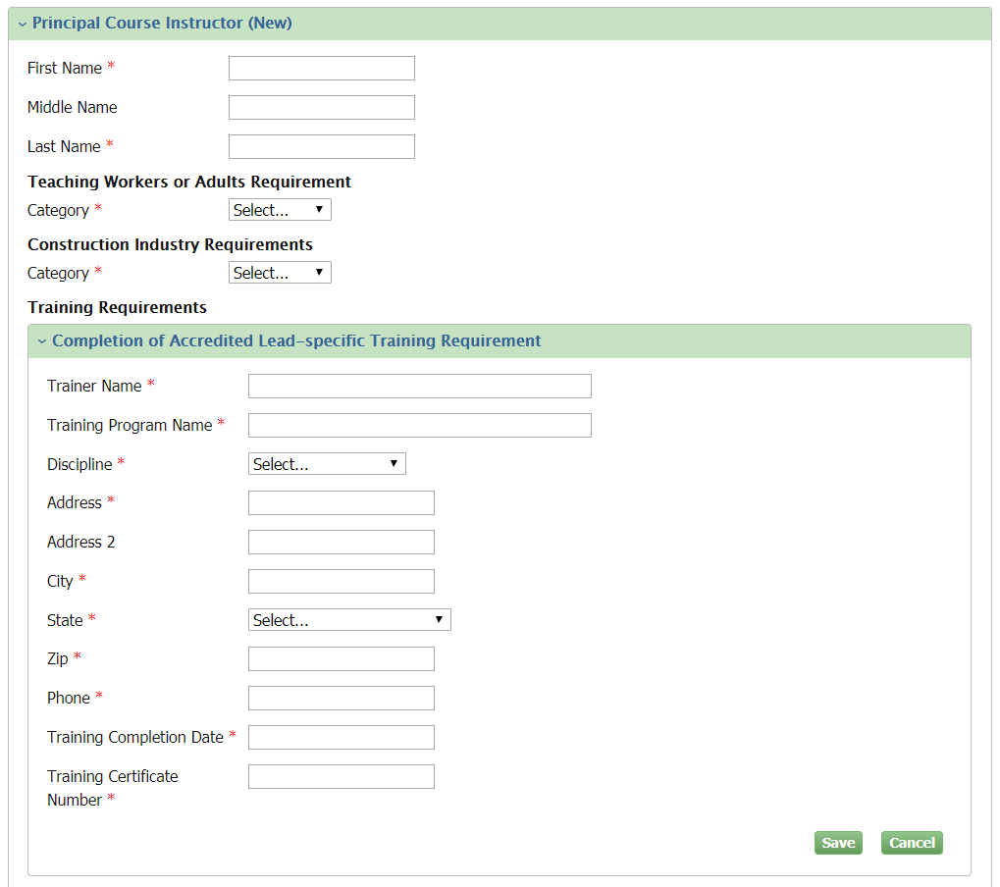 Principal Course Instructor (New)
First Name *
Middle Name
Last Name *
Teaching Workers or Adults Requirement
Category * Select...
Construction Industry Requirements
Category * Select...
Training Requirements
Completion of Accredited Lead-specific Training Requirement
Trainer Name *
Training Program Name *
Discipline * Select...
Address *
Address 2
City *
State * Select...
Zip *
Phone *
Training Completion Date *
Training Certificate
Number *
Save Cancel